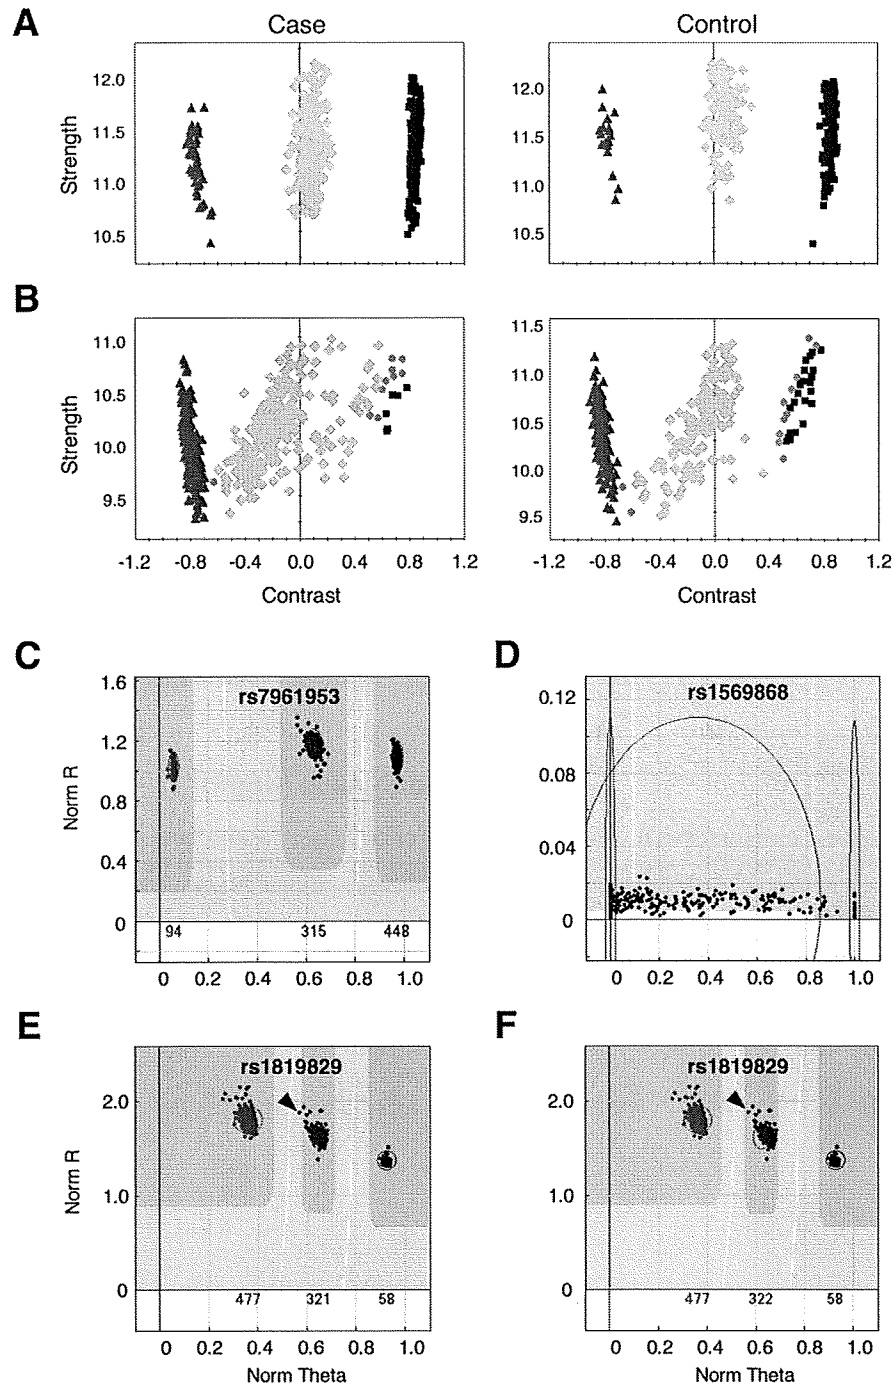 A
Case
Control
Strength
12.0
11.5
11.0
10.5
12.0
11.5
11.0
10.5
B
Strength
11.0
10.5
10.0
9.5
11.5
11.0
10.5
10.0
9.5
-1.2 -0.8 -0.4 0.0 0.4 0.8 1.2
-1.2 -0.8 -0.4 0.0 0.4 0.8 1.2
Contrast
Contrast
C
rs7961953
Norm R
1.6
1.2
0.8
0.4
0
94 315 448
0 0.2 0.4 0.6 0.8 1.0
D
rs1569868
0.12
0.08
0.04
0
0 0.2 0.4 0.6 0.8 1.0
E
rs1819829
Norm R
2.0
1.0
0
477 321 58
0 0.2 0.4 0.6 0.8 1.0
Norm Theta
F
rs1819829
2.0
1.0
0
477 322 58
0 0.2 0.4 0.6 0.8 1.0
Norm Theta